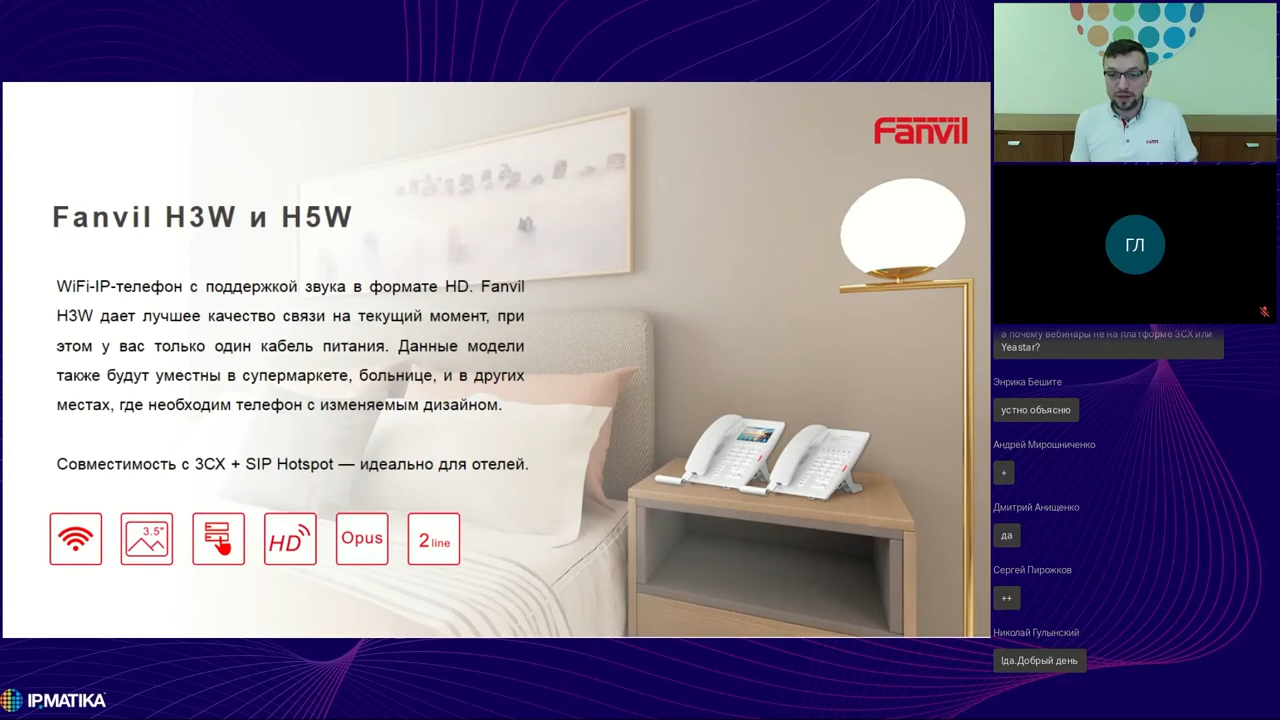 Fanvil
Fanvil H3W и H5W
WiFi-IP-телефон с поддержкой звука в формате HD. Fanvil
H3W дает лучшее качество связи на текущий момент, при
этом у вас только один кабель питания. Данные модели
также будут уместны в супермаркете, больнице, и в других
местах, где необходим телефон с изменяемым дизайном.
Совместимость с 3CX + SIP Hotspot — идеально для отелей.
3.5"
HD
Opus
2 line
IPMATIKA
ГЛ
а почему вебинары не на платформе 3CX или
Yeastar?
Энрика Бешите
устно объясню
Андрей Мирошниченко
+
Дмитрий Анищенко
да
Сергей Пирожков
++
Николай Гулынский
!да.Добрый день